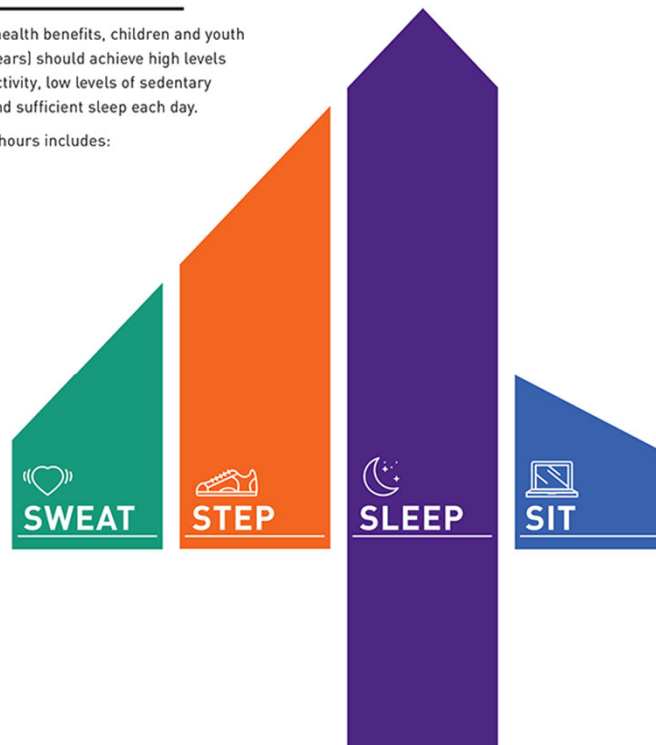 health benefits, children and youth
ears) should achieve high levels
ctivity, low levels of sedentary
nd sufficient sleep each day.
hours includes:
SWEAT
STEP
SLEEP
SIT